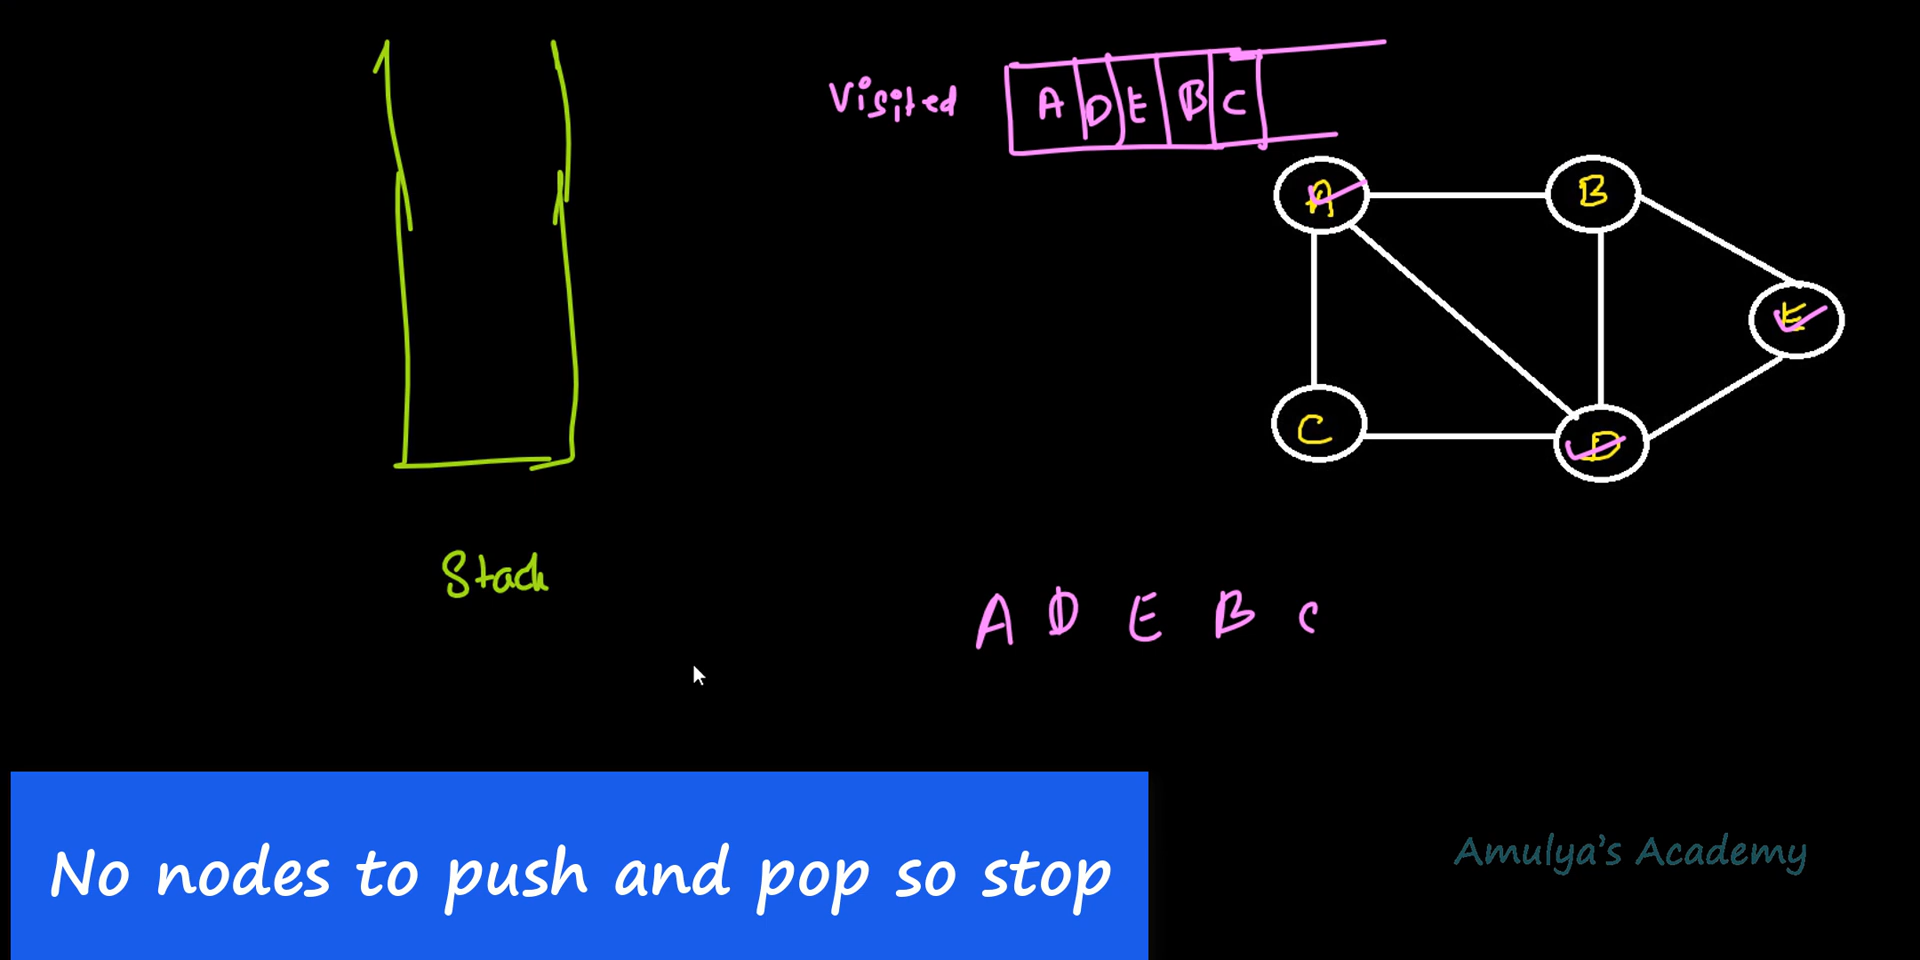 Visited A D E B C
A B
E
C D
Stack
A D E B C
No nodes to push and pop so stop
Amulya's Academy